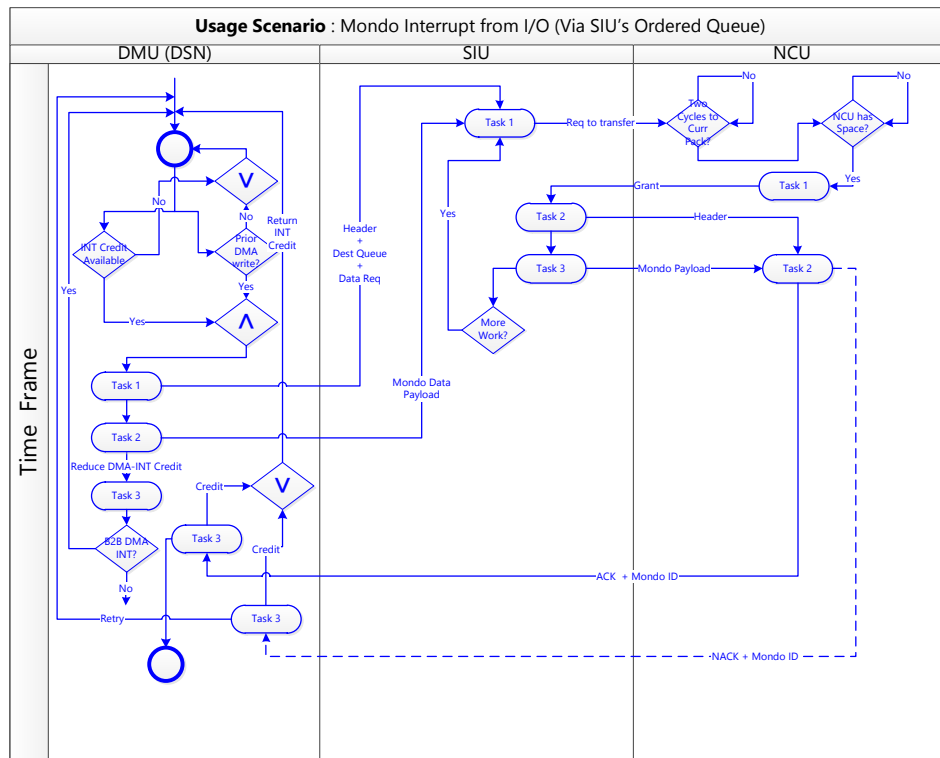 Usage Scenario : Mondo Interrupt from I/O (Via SIU's Ordered Queue)
DMU (DSN)
SIU
NCU
Time Frame
No
No
Two
Cycles to
Curr
Pack?
NCU has
Space?
Task 1
Req to transfer
V
Yes
Task 1
Grant
No
No
Return
INT
Credit
Yes
Task 2
Header
Header
+
Dest Queue
+
Data Req
INT Credit
Available
Prior
DMA
write?
Task 3
Mondo Payload
Task 2
Yes
Yes
Yes
Λ
More
Work?
Task 1
Mondo Data
Payload
Task 2
Reduce DMA-INT Credit
Task 3
Credit
V
B2B DMA
INT?
Task 3
Credit
No
ACK + Mondo ID
Retry
Task 3
NACK + Mondo ID